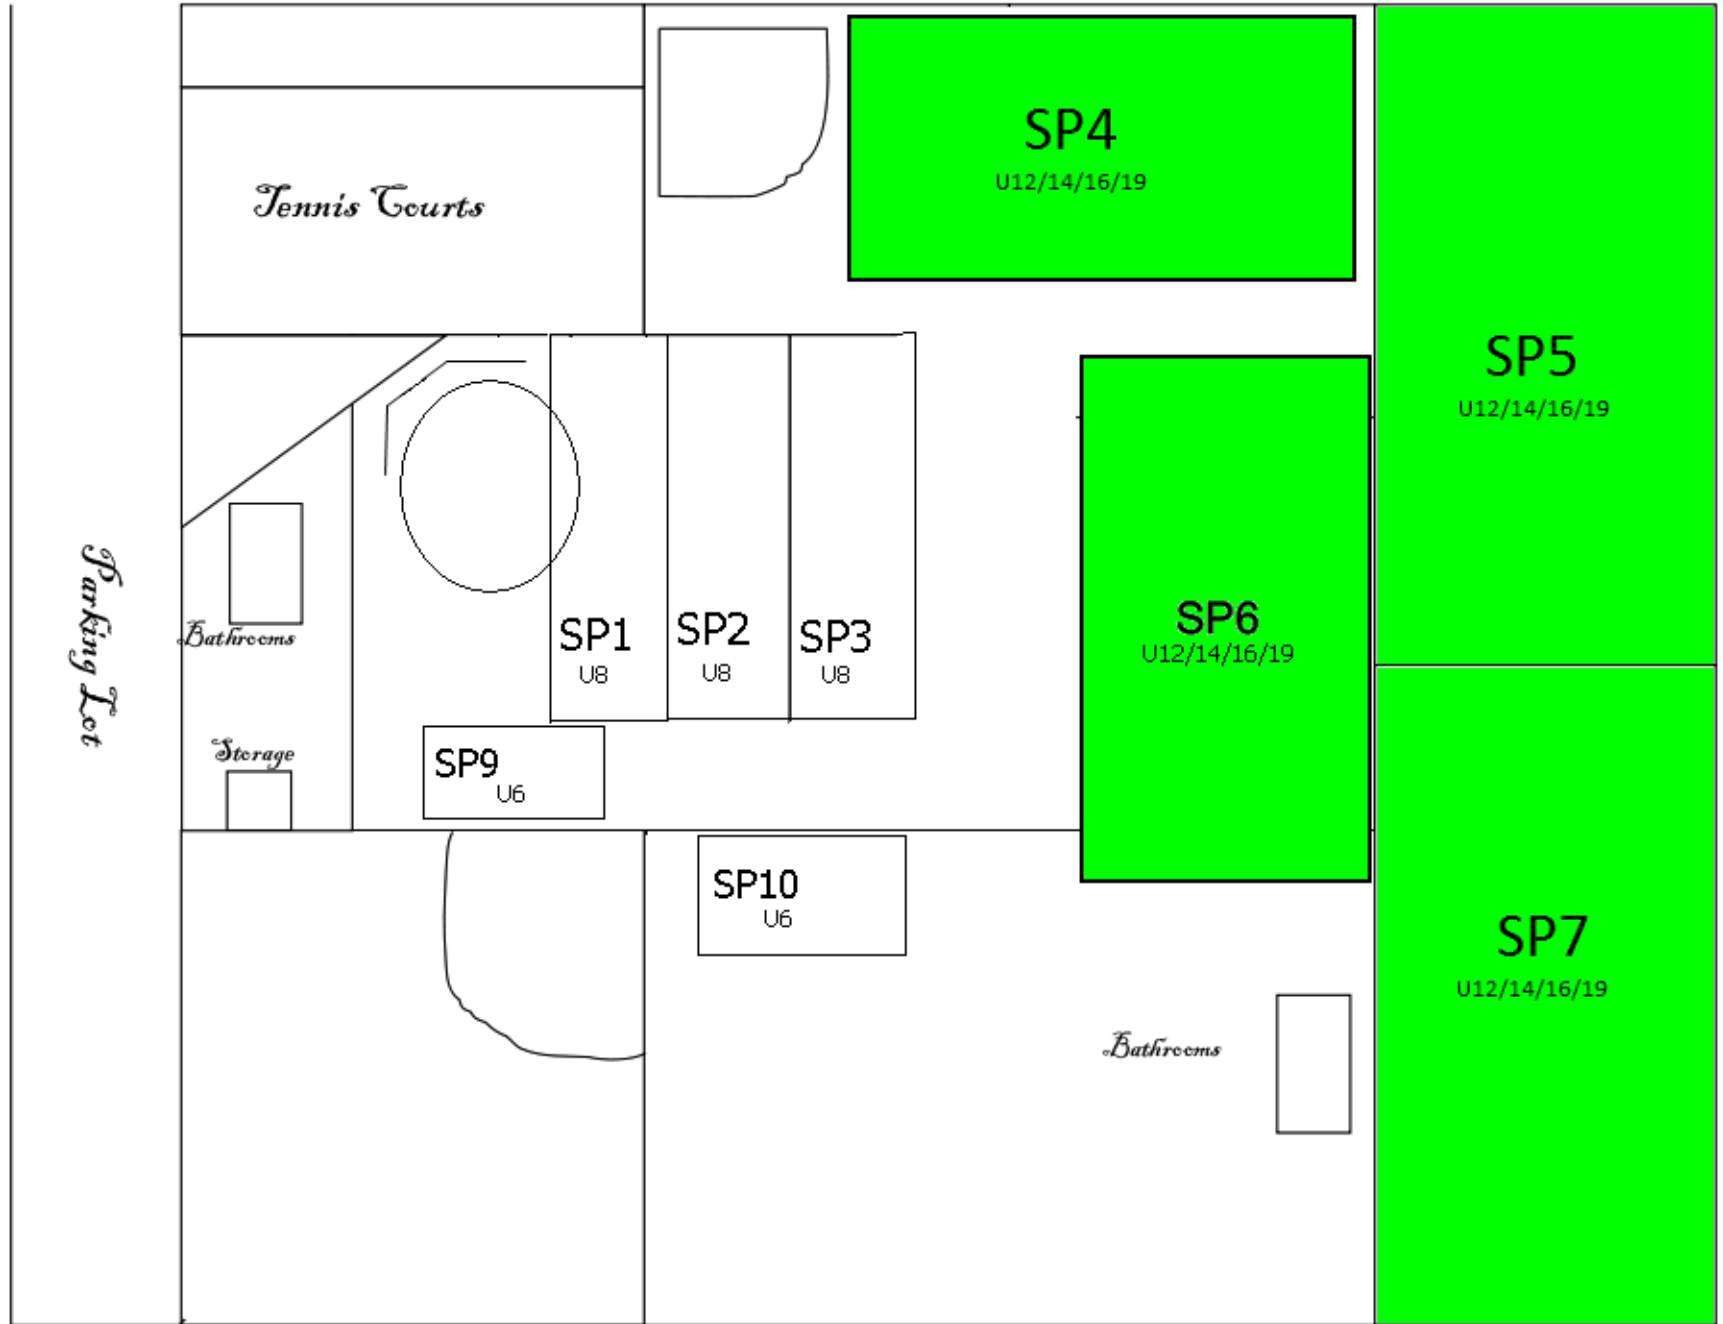 SP4
U12/14/16/19
Tennis Courts
SP5
U12/14/16/19
Parking Lot
Bathrooms
SP1
U8
SP2
U8
SP3
U8
SP6
U12/14/16/19
Storage
SP9
U6
SP10
U6
SP7
U12/14/16/19
Bathrooms